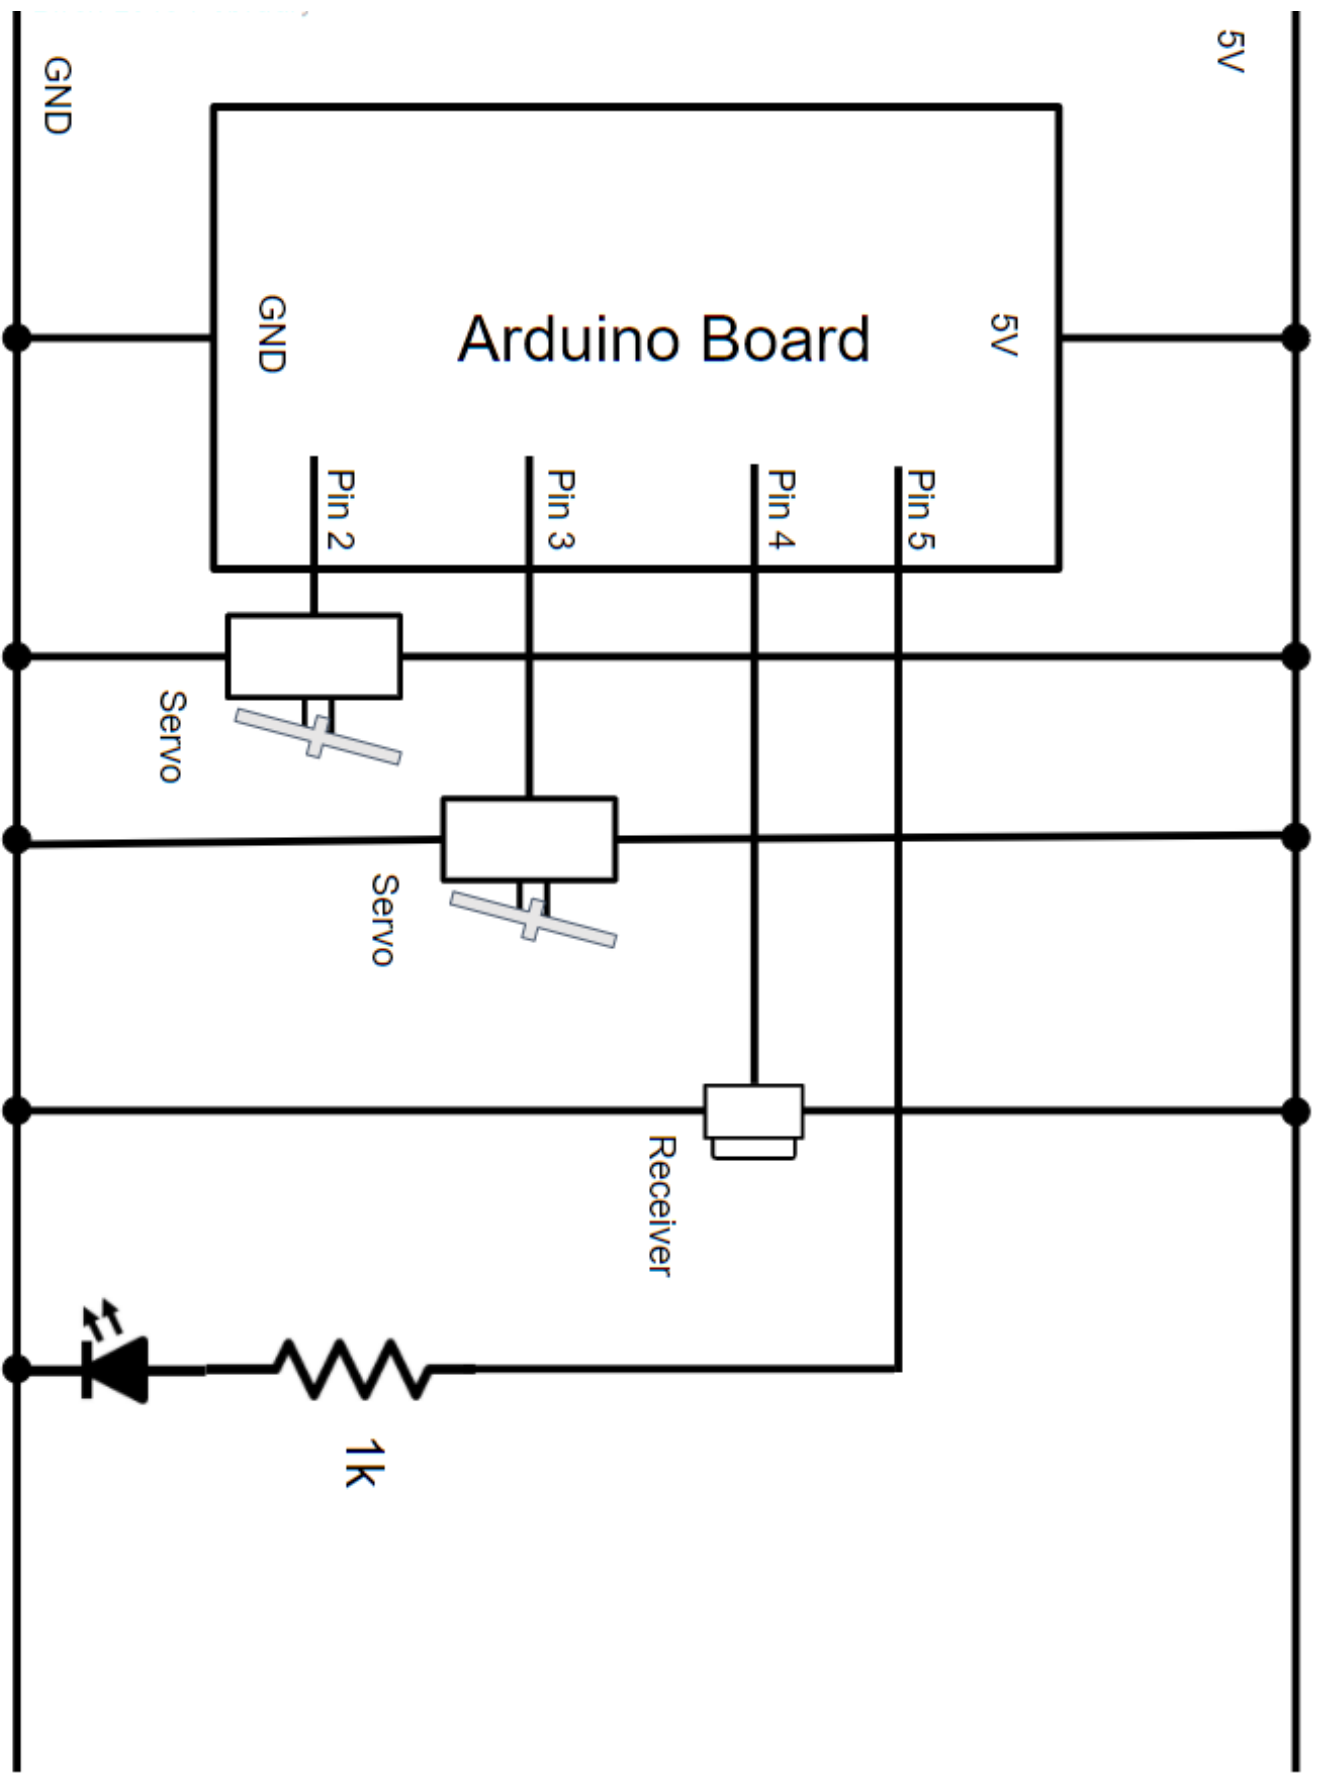 GND
5V
GND
Arduino Board
5V
Pin 2
Pin 3
Pin 4
Pin 5
Servo
Servo
Receiver
1k